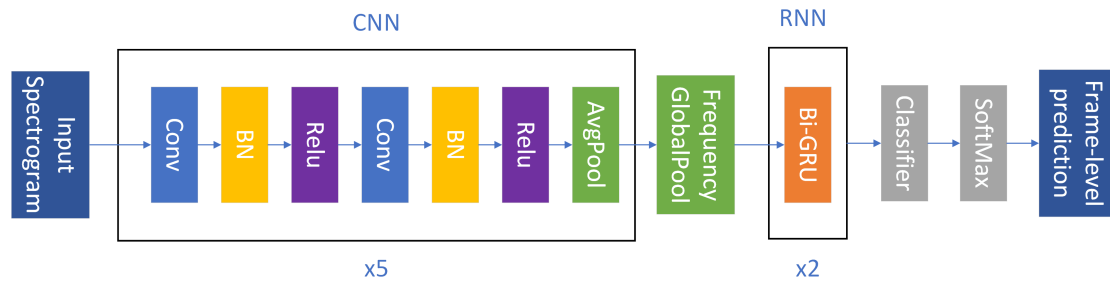 CNN
RNN
Input
Spectrogram
Conv
BN
Relu
Conv
BN
Relu
AvgPool
Frequency
GlobalPool
Bi-GRU
Classifier
SoftMax
Frame-level
prediction
x5
x2